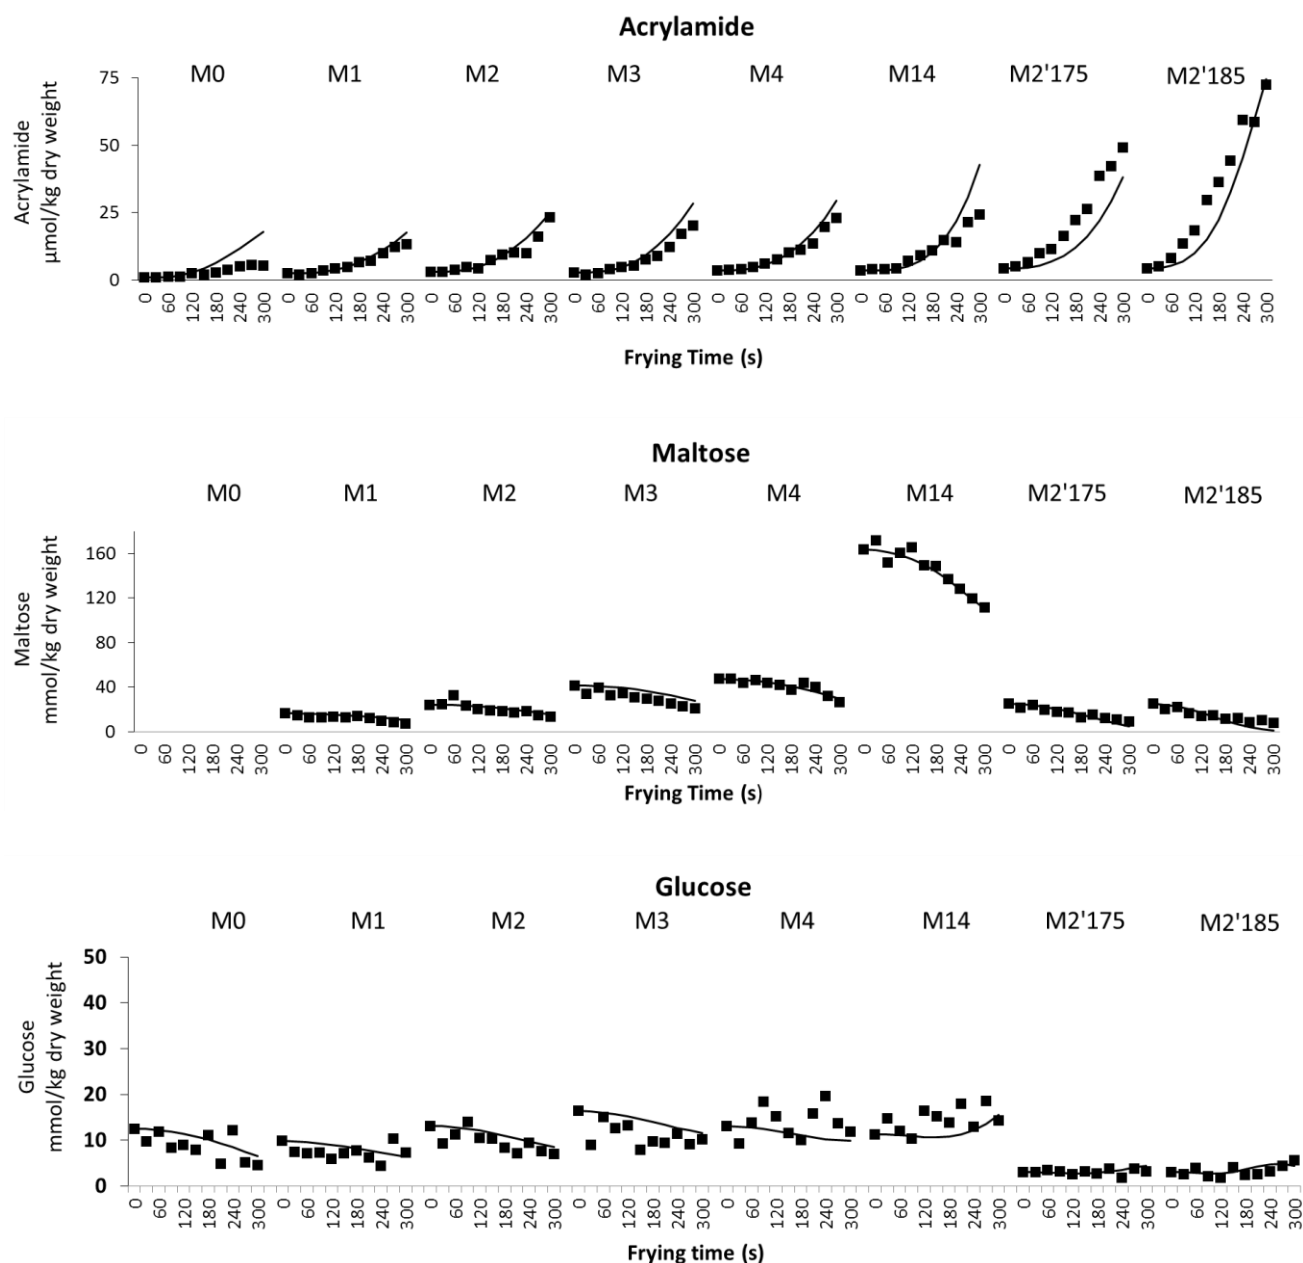 Acrylamide
M0 M1 M2 M3 M4 M14 M2'175 M2'185
Acrylamide
µmol/kg dry weight
75
50
25
0
0 60 120 180 240 300 0 60 120 180 240 300 0 60 120 180 240 300 0 60 120 180 240 300 0 60 120 180 240 300 0 60 120 180 240 300 0 60 120 180 240 300 0 60 120 180 240 300
Frying Time (s)
Maltose
M0 M1 M2 M3 M4 M14 M2'175 M2'185
Maltose
mmol/kg dry weight
160
120
80
40
0
0 60 120 180 240 300 0 60 120 180 240 300 0 60 120 180 240 300 0 60 120 180 240 300 0 60 120 180 240 300 0 60 120 180 240 300 0 60 120 180 240 300 0 60 120 180 240 300
Frying Time (s)
Glucose
M0 M1 M2 M3 M4 M14 M2'175 M2'185
Glucose
mmol/kg dry weight
50
40
30
20
10
0
0 60 120 180 240 300 0 60 120 180 240 300 0 60 120 180 240 300 0 60 120 180 240 300 0 60 120 180 240 300 0 60 120 180 240 300 0 60 120 180 240 300 0 60 120 180 240 300
Frying time (s)